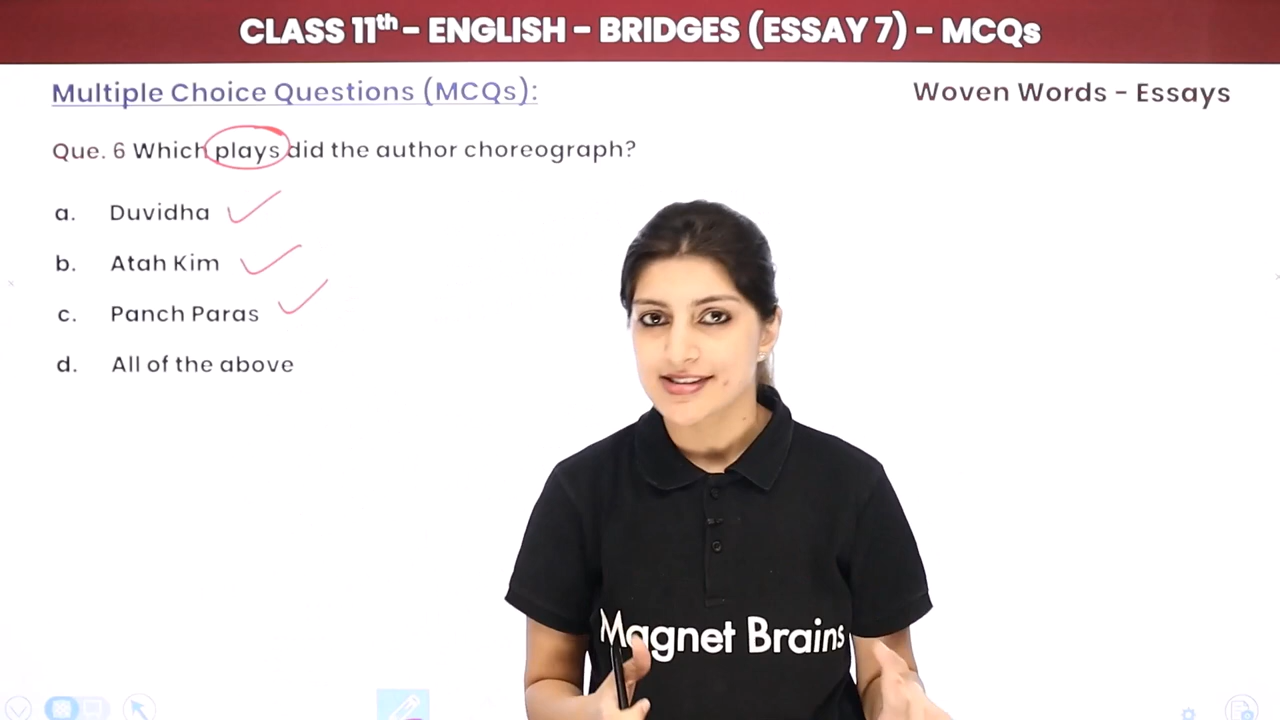 CLASS 11th - ENGLISH - BRIDGES (ESSAY 7) - MCQs
Multiple Choice Questions (MCQs):
Woven Words - Essays
Que. 6 Which plays did the author choreograph?
a. Duvidha
b. Atah Kim
c. Panch Paras
d. All of the above
Magnet Brains